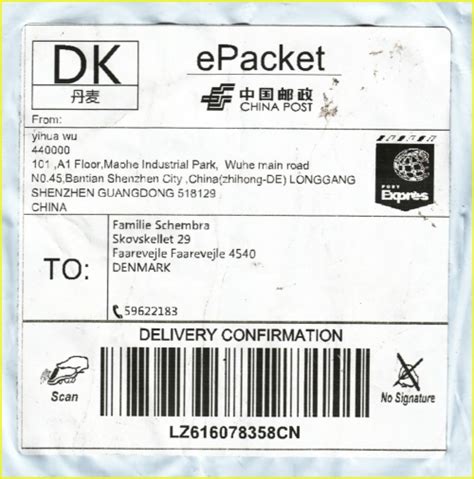 DK
丹麦
ePacket
中国邮政
CHINA POST
From:
yihua wu
440000
101 ,A1 Floor,Maohe Industrial Park, Wuhe main road
N0.45,Bantian Shenzhen City ,China(zhihong-DE) LONGGANG
SHENZHEN GUANGDONG 518129
CHINA
POST
Exprès
TO:
Familie Schembra
Skovskellet 29
Faarevejle Faarevejle 4540
DENMARK
59622183
DELIVERY CONFIRMATION
Scan
No Signature
LZ616078358CN